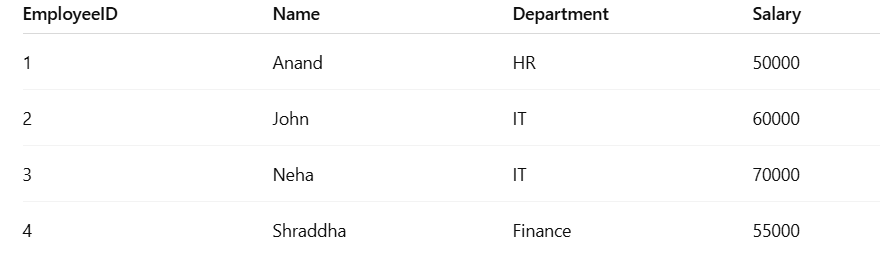 EmployeeID Name Department Salary
1 Anand HR 50000
2 John IT 60000
3 Neha IT 70000
4 Shraddha Finance 55000